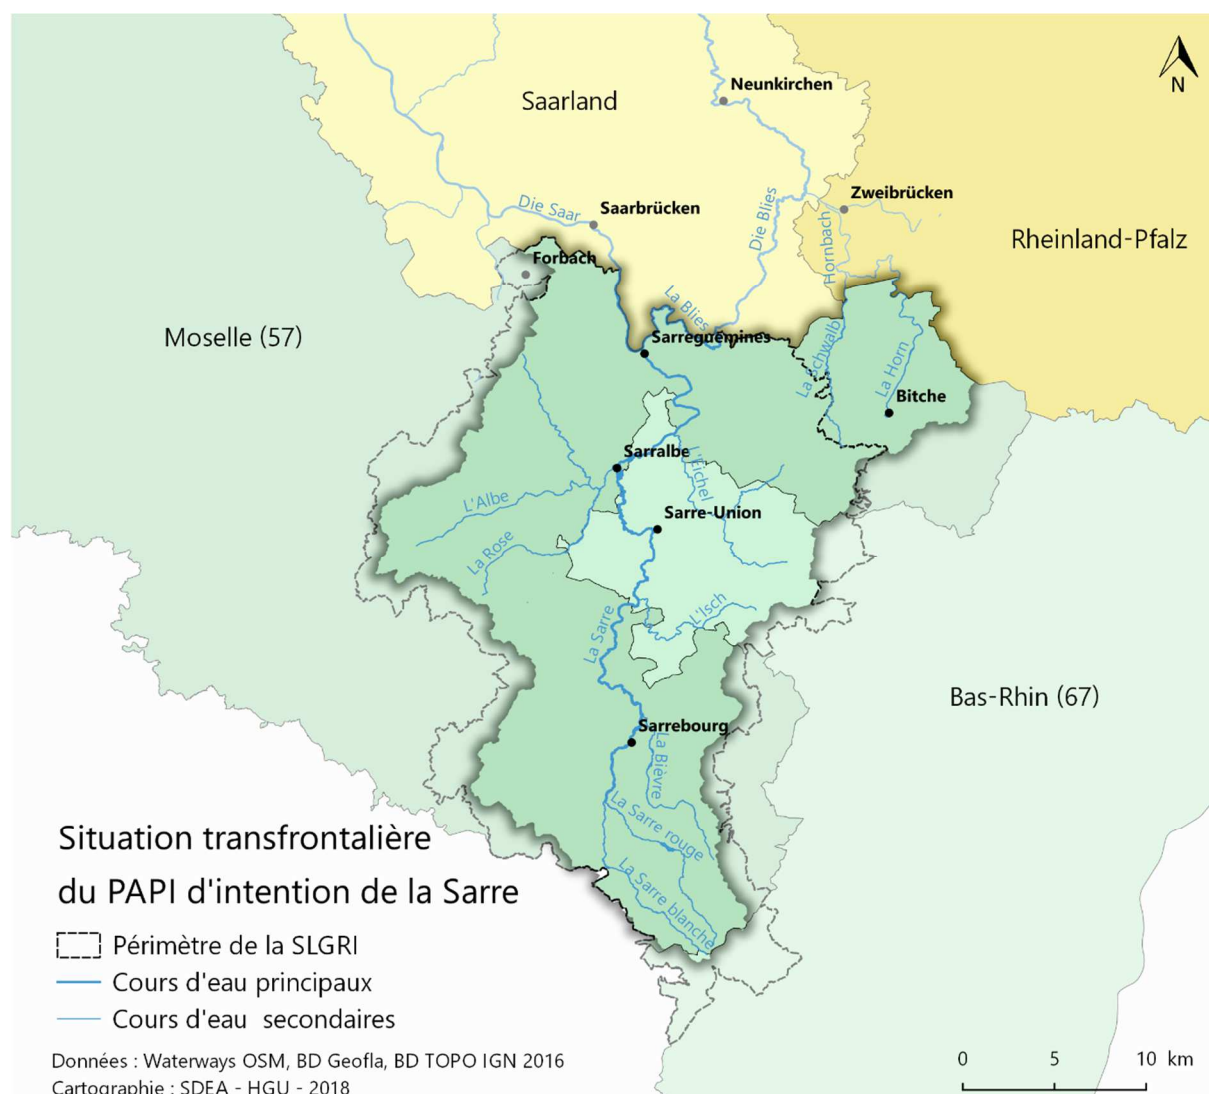 N
Neunkirchen
Saarland
Zweibrücken
Die Saar
Saarbrücken
Die Blies
Hornbach
Rheinland-Pfalz
Forbach
La Blies
Moselle (57)
Sarreguemines
La Schwalb
La Horn
Bitche
Sarralbe
L'Eichel
L'Albe
Sarre-Union
La Rose
L'Isch
La Sarre
Bas-Rhin (67)
Sarrebourg
La Bièvre
La Sarre rouge
La Sarre blanche
Situation transfrontalière
du PAPI d'intention de la Sarre
Périmètre de la SLGRI
Cours d'eau principaux
Cours d'eau  secondaires
Données : Waterways OSM, BD Geofla, BD TOPO IGN 2016
Cartographie : SDEA - HGU - 2018
0 5 10 km